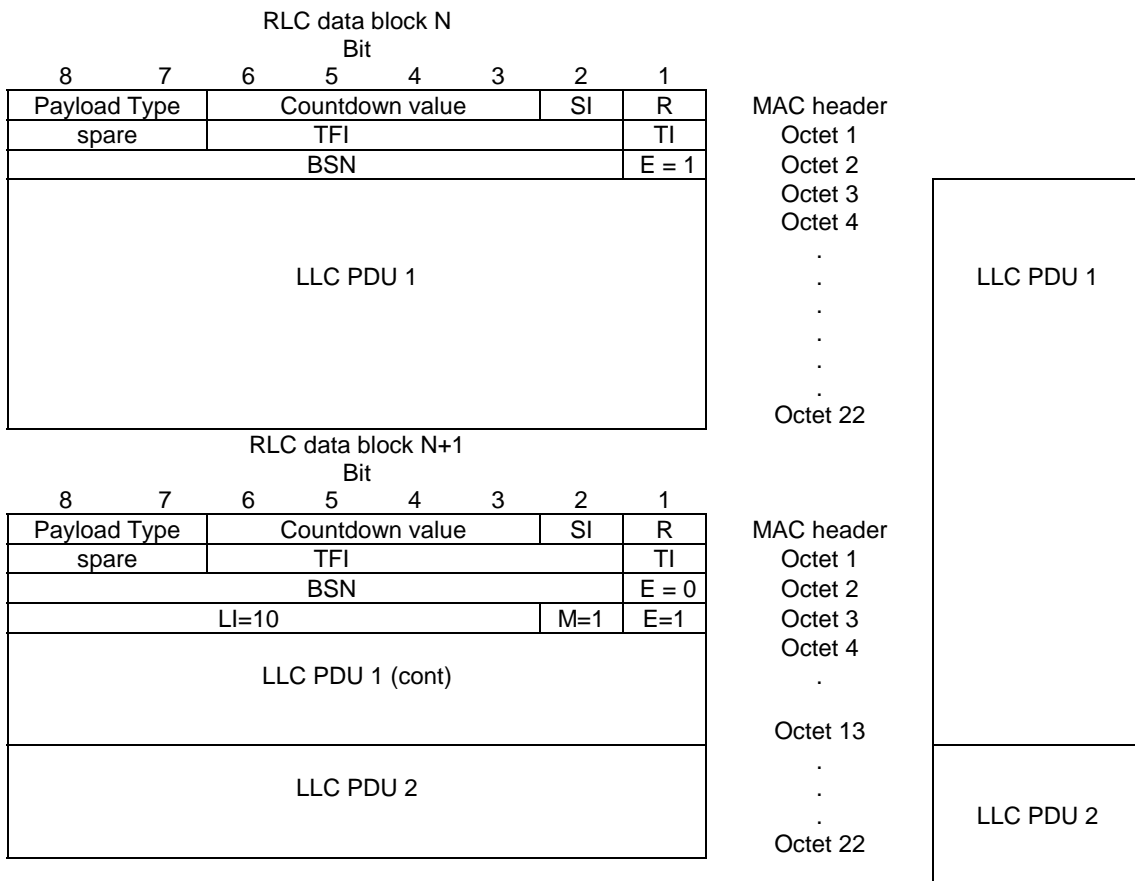 RLC data block N
Bit
8 7 6 5 4 3 2 1
Payload Type Countdown value SI R MAC header
spare TFI TI Octet 1
BSN E = 1 Octet 2
Octet 3
Octet 4
.
LLC PDU 1 . LLC PDU 1
.
.
.
.
Octet 22
RLC data block N+1
Bit
8 7 6 5 4 3 2 1
Payload Type Countdown value SI R MAC header
spare TFI TI Octet 1
BSN E = 0 Octet 2
LI=10 M=1 E=1 Octet 3
Octet 4
LLC PDU 1 (cont) .
Octet 13
.
LLC PDU 2 .
. LLC PDU 2
Octet 22